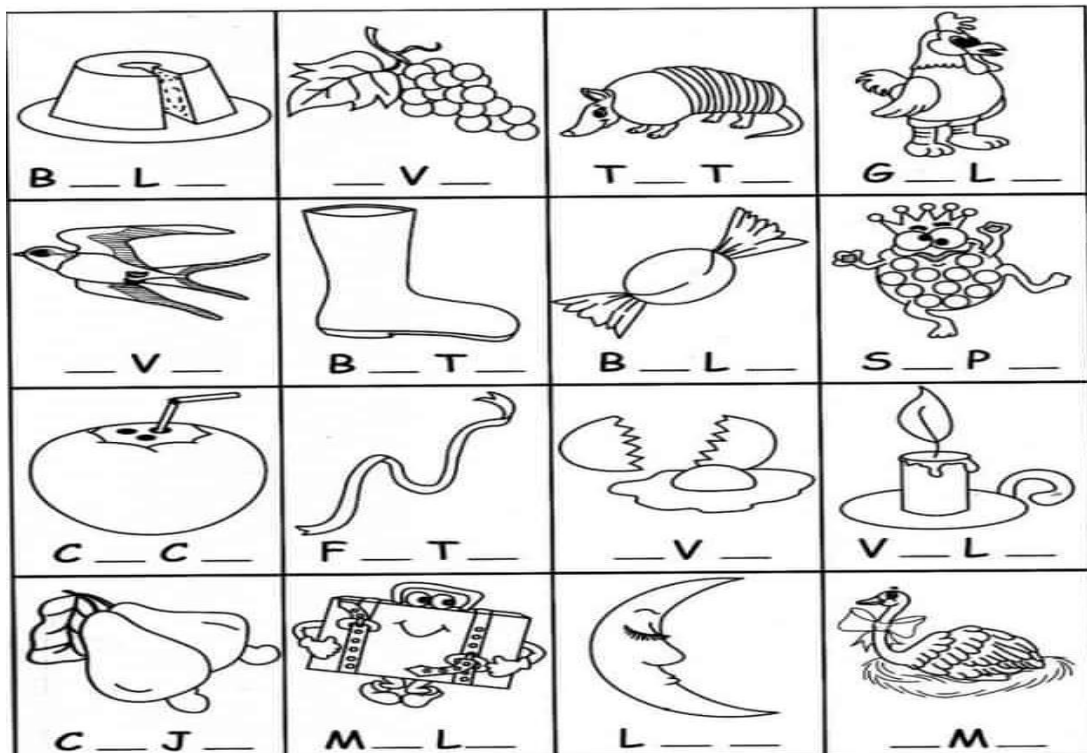 B __ L __
__ V __
T __ T __
G __ L __
__ V __
B __ T __
B __ L __
S __ P __
C __ C __
F __ T __
__ V __
V __ L __
C __ J __
M __ L __
L __ __
__ M __